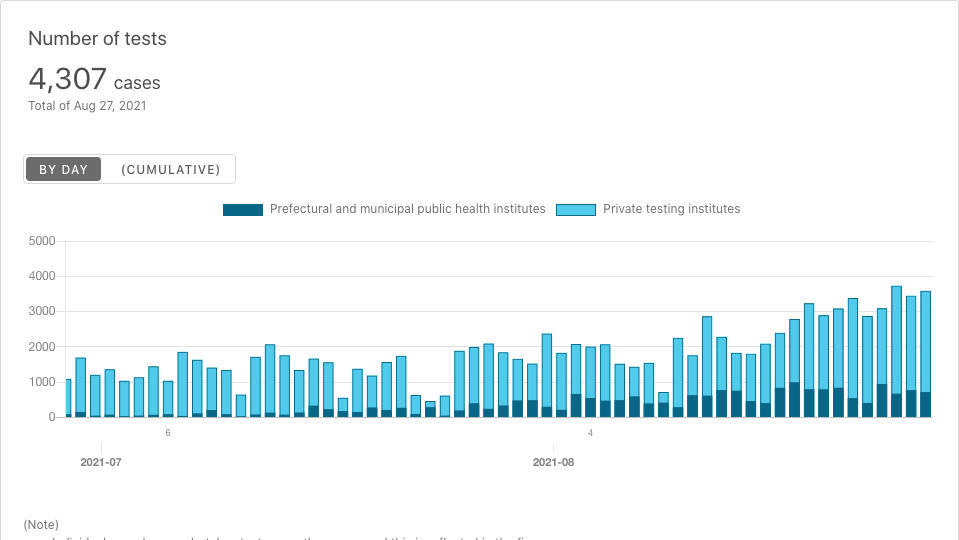 Number of tests
4,307 cases
Total of Aug 27, 2021
BY DAY (CUMULATIVE)
Prefectural and municipal public health institutes Private testing institutes
5000
4000
3000
2000
1000
0
6 4
2021-07 2021-08
(Note)